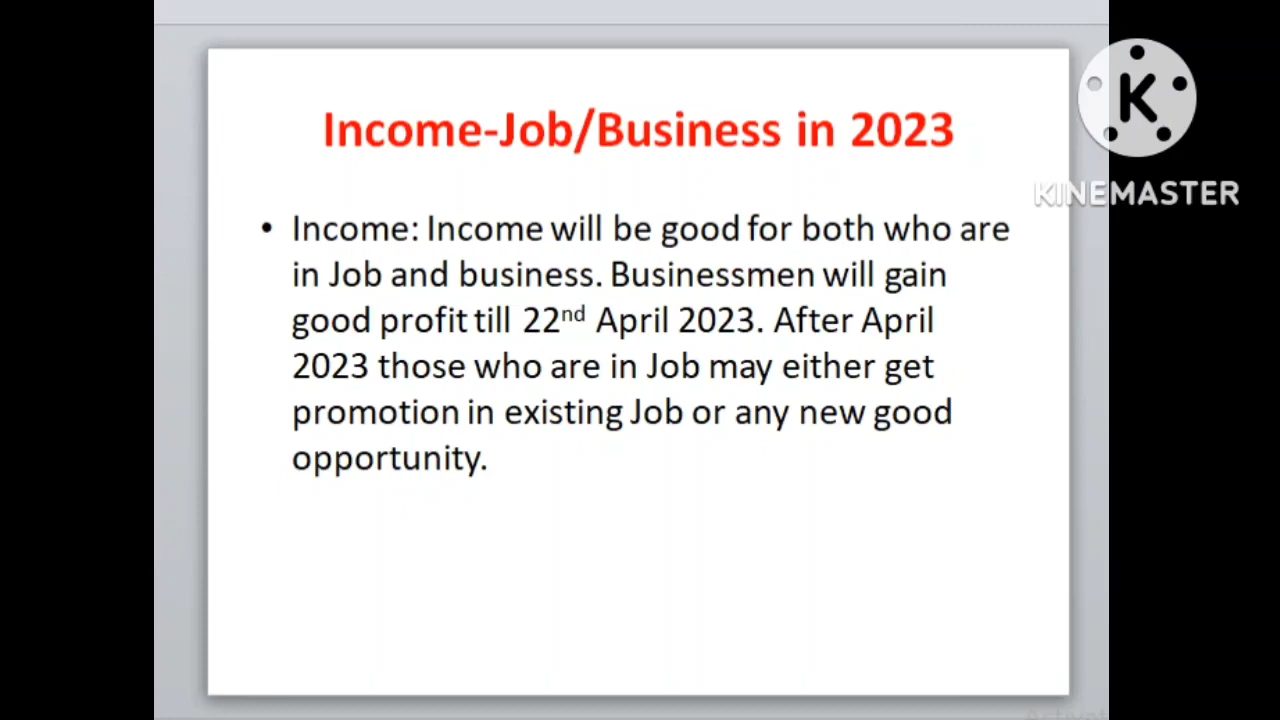 Income-Job/Business in 2023
K
KINEMASTER
• Income: Income will be good for both who are
in Job and business. Businessmen will gain
good profit till 22nd April 2023. After April
2023 those who are in Job may either get
promotion in existing Job or any new good
opportunity.